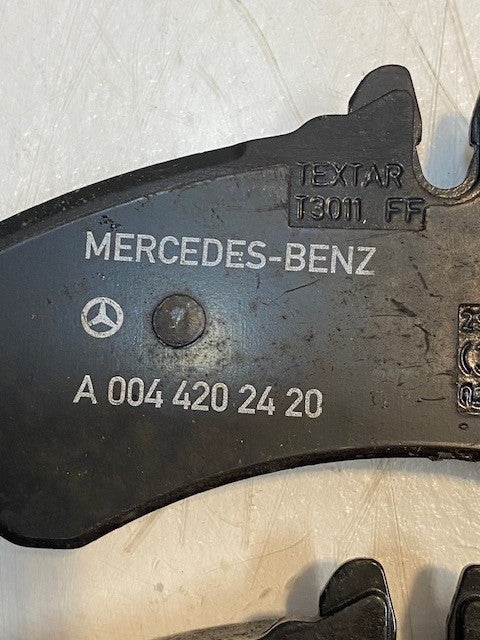 TEXTAR
T3011 FF
MERCEDES-BENZ
A 004 420 24 20